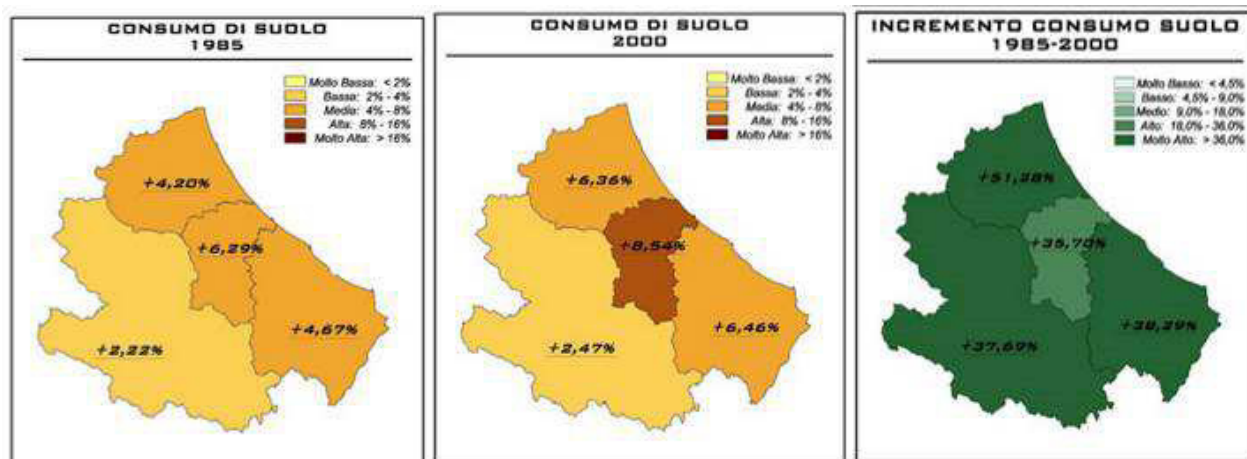 CONSUMO DI SUOLO
1985
Molto Bassa: < 2%
Bassa: 2% - 4%
Media: 4% - 8%
Alta: 8% - 16%
Molto Alta: > 16%
+4,20%
+6,29%
+4,67%
+2,22%
CONSUMO DI SUOLO
2000
Molto Bassa: < 2%
Bassa: 2% - 4%
Media: 4% - 8%
Alta: 8% - 16%
Molto Alta: > 16%
+6,36%
+8,54%
+6,46%
+2,47%
INCREMENTO CONSUMO SUOLO
1985-2000
Molto Basso: < 4,5%
Basso: 4,5% - 9,0%
Medio: 9,0% - 18,0%
Alto: 18,0% - 36,0%
Molto Alto: > 36,0%
+51,28%
+35,70%
+38,29%
+37,69%